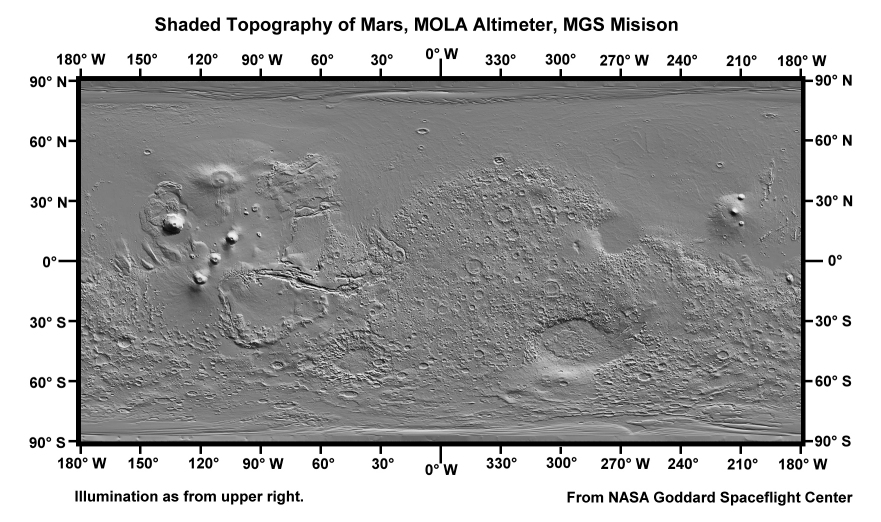 Shaded Topography of Mars, MOLA Altimeter, MGS Misison
180° W 150° 120° 90° W 60° 30° 0° W 330° 300° 270° W 240° 210° 180° W
90° N 90° N
60° N 60° N
30° N 30° N
0° 0°
30° S 30° S
60° S 60° S
90° S 90° S
180° W 150° 120° 90° W 60° 30° 0° W 330° 300° 270° W 240° 210° 180° W
Illumination as from upper right. From NASA Goddard Spaceflight Center